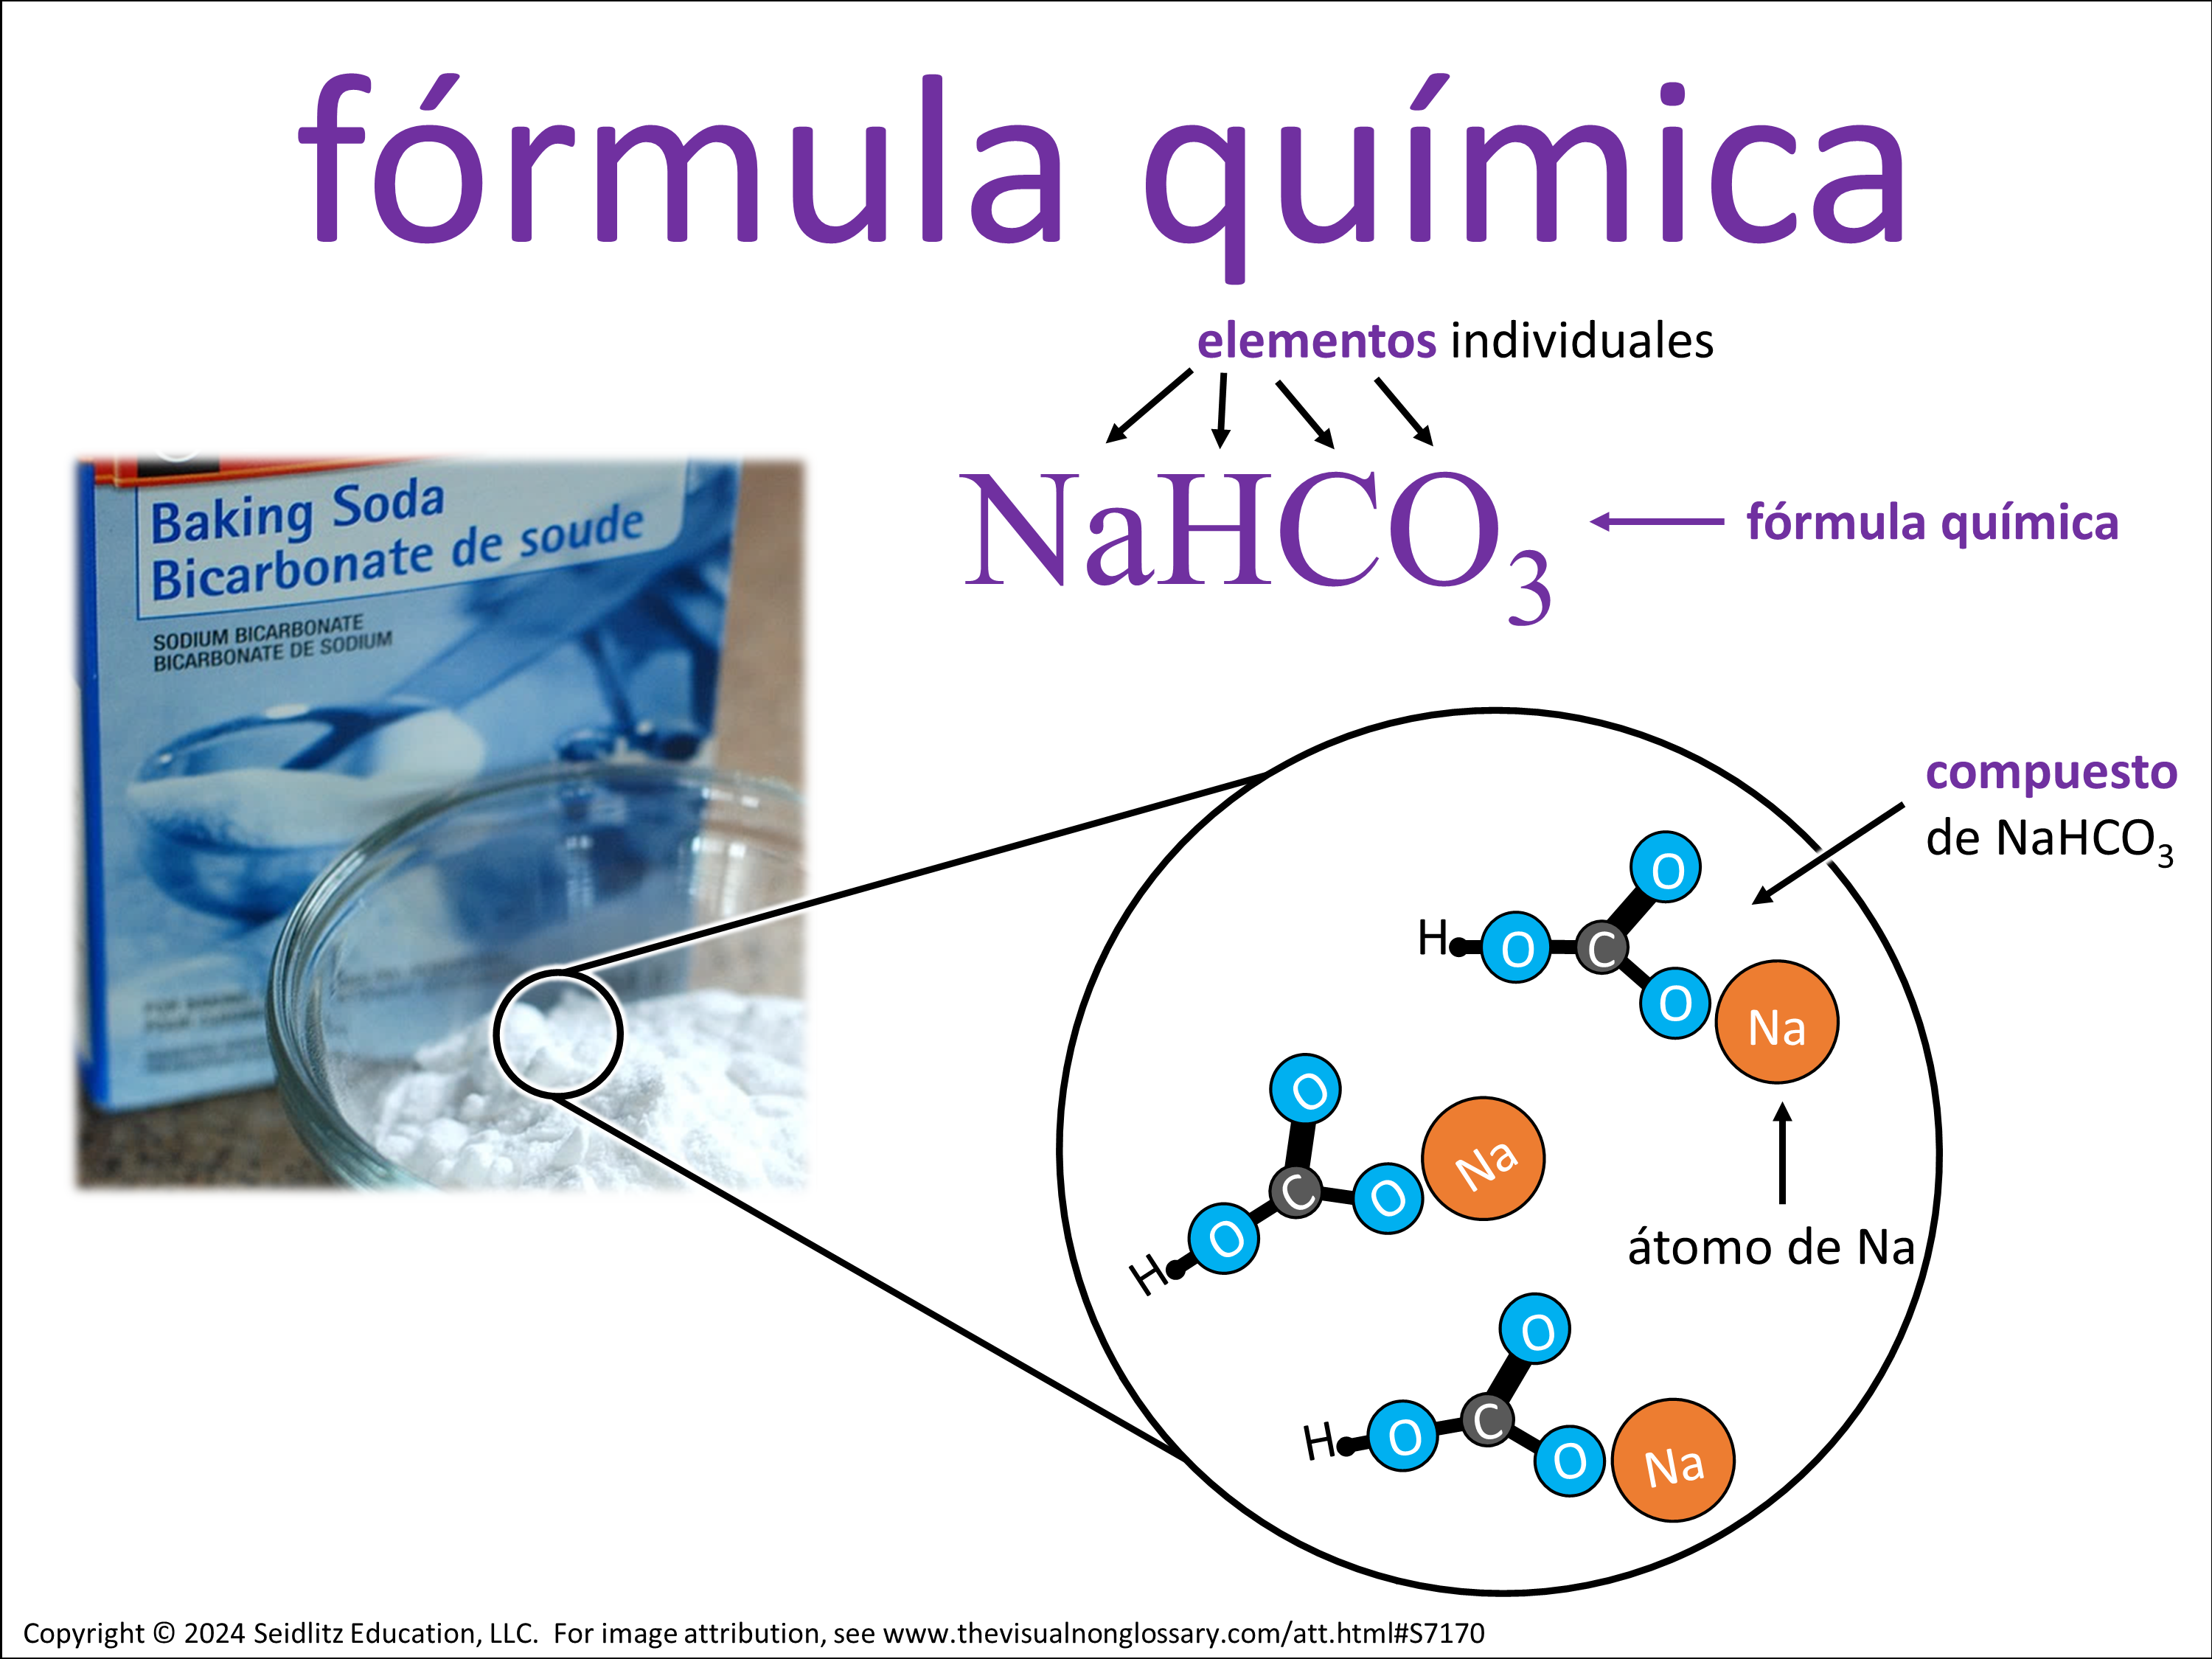 fórmula química
elementos individuales
NaHCO₃
fórmula química
Baking Soda
Bicarbonate de soude
SODIUM BICARBONATE
BICARBONATE DE SODIUM
compuesto
de NaHCO₃
O
H O C
O Na
O
C O Na
H O
átomo de Na
O
H O C
O Na
Copyright © 2024 Seidlitz Education, LLC. For image attribution, see www.thevisualnonglossary.com/att.html#S7170